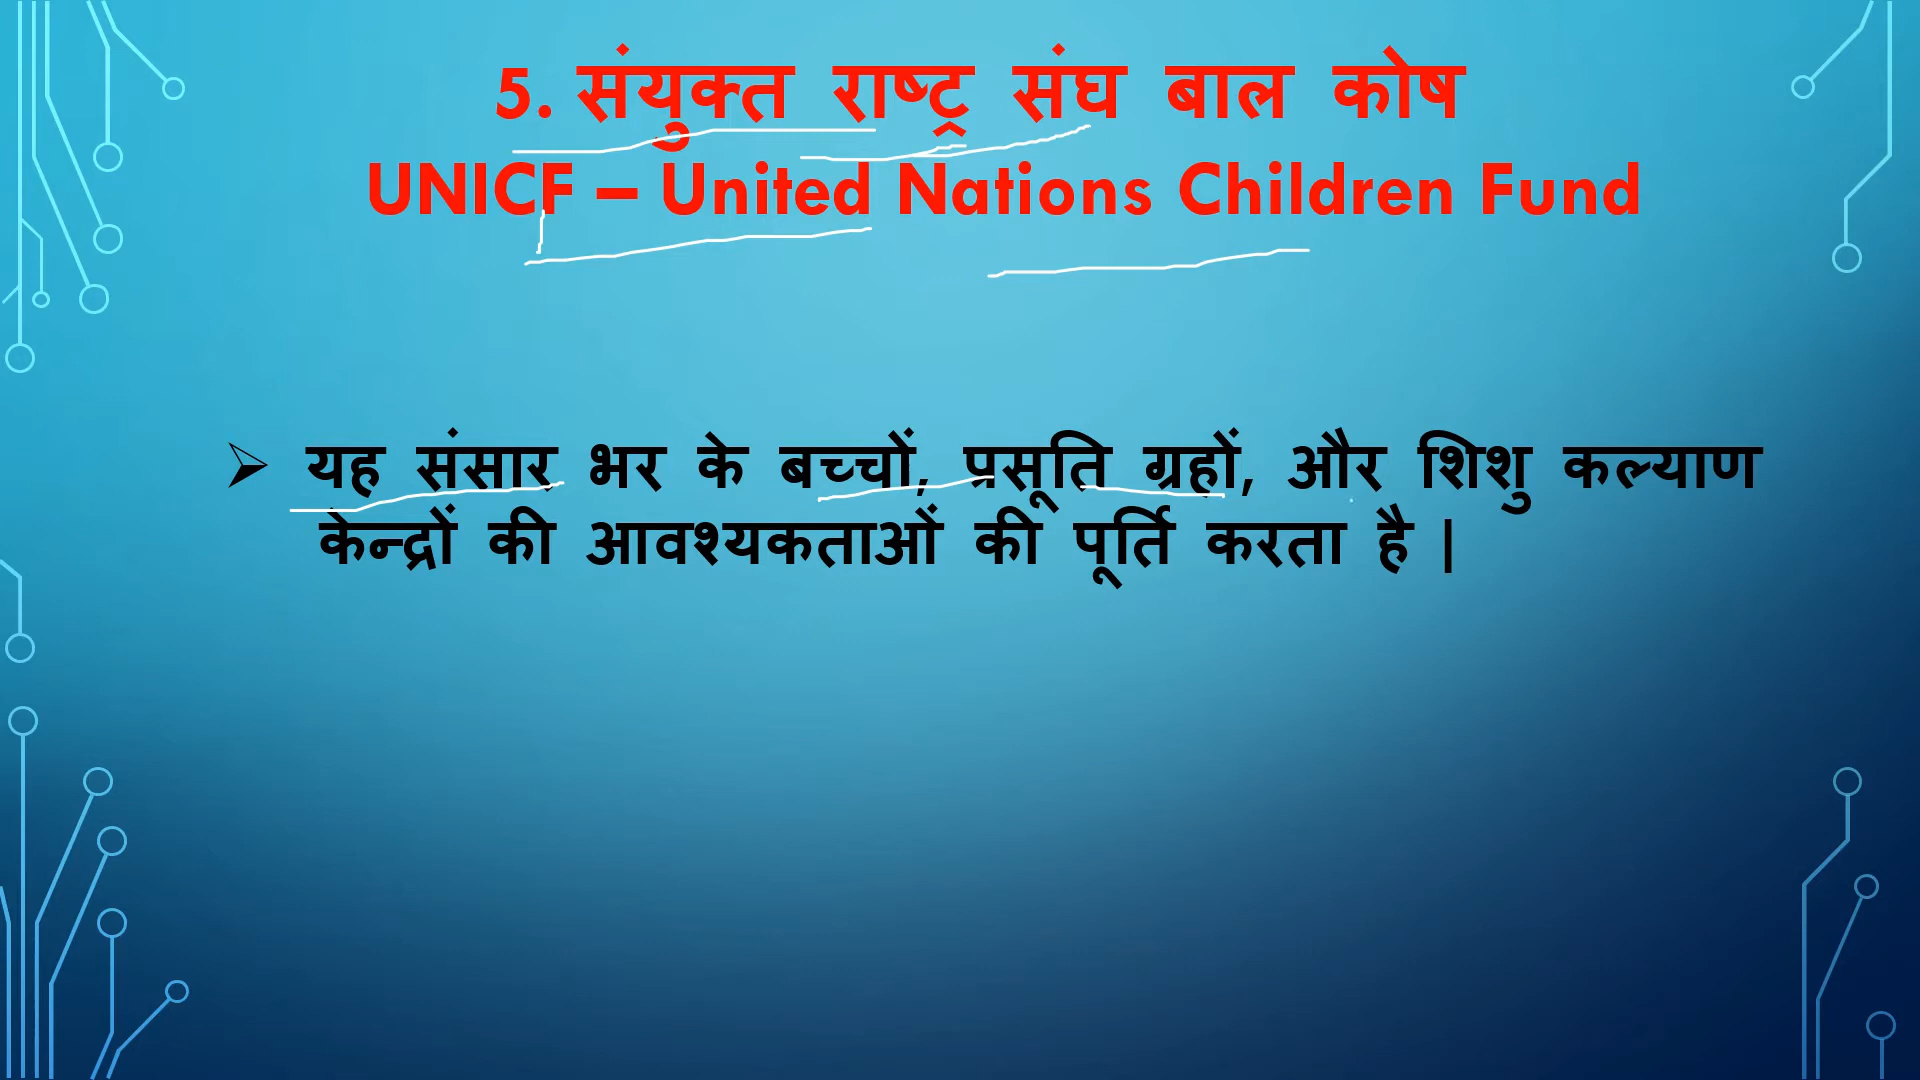 5. संयुक्त राष्ट्र संघ बाल कोष
UNICF – United Nations Children Fund
➢ यह संसार भर के बच्चों, प्रसूति ग्रहों, और शिशु कल्याण
केन्द्रों की आवश्यकताओं की पूर्ति करता है |